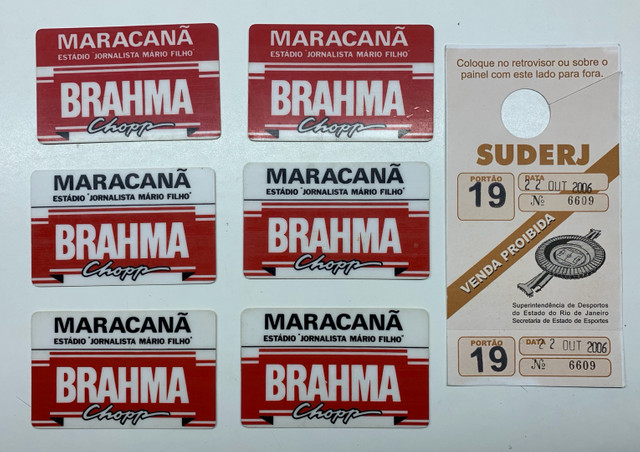 MARACANÃ
ESTÁDIO "JORNALISTA MÁRIO FILHO"
BRAHMA
Chopp
MARACANÃ
ESTÁDIO "JORNALISTA MÁRIO FILHO"
BRAHMA
Chopp
MARACANÃ
ESTÁDIO "JORNALISTA MÁRIO FILHO"
BRAHMA
Chopp
MARACANÃ
ESTÁDIO "JORNALISTA MÁRIO FILHO"
BRAHMA
Chopp
MARACANÃ
ESTÁDIO "JORNALISTA MÁRIO FILHO"
BRAHMA
Chopp
MARACANÃ
ESTÁDIO "JORNALISTA MÁRIO FILHO"
BRAHMA
Chopp
Coloque no retrovisor ou sobre o
painel com este lado para fora.
SUDERJ
PORTÃO
19
DATA
22 OUT 2006
Nº 6609
VENDA PROIBIDA
Superintendência de Desportos
do Estado do Rio de Janeiro
Secretaria de Estado de Esportes
PORTÃO
19
DATA
22 OUT 2006
Nº 6609